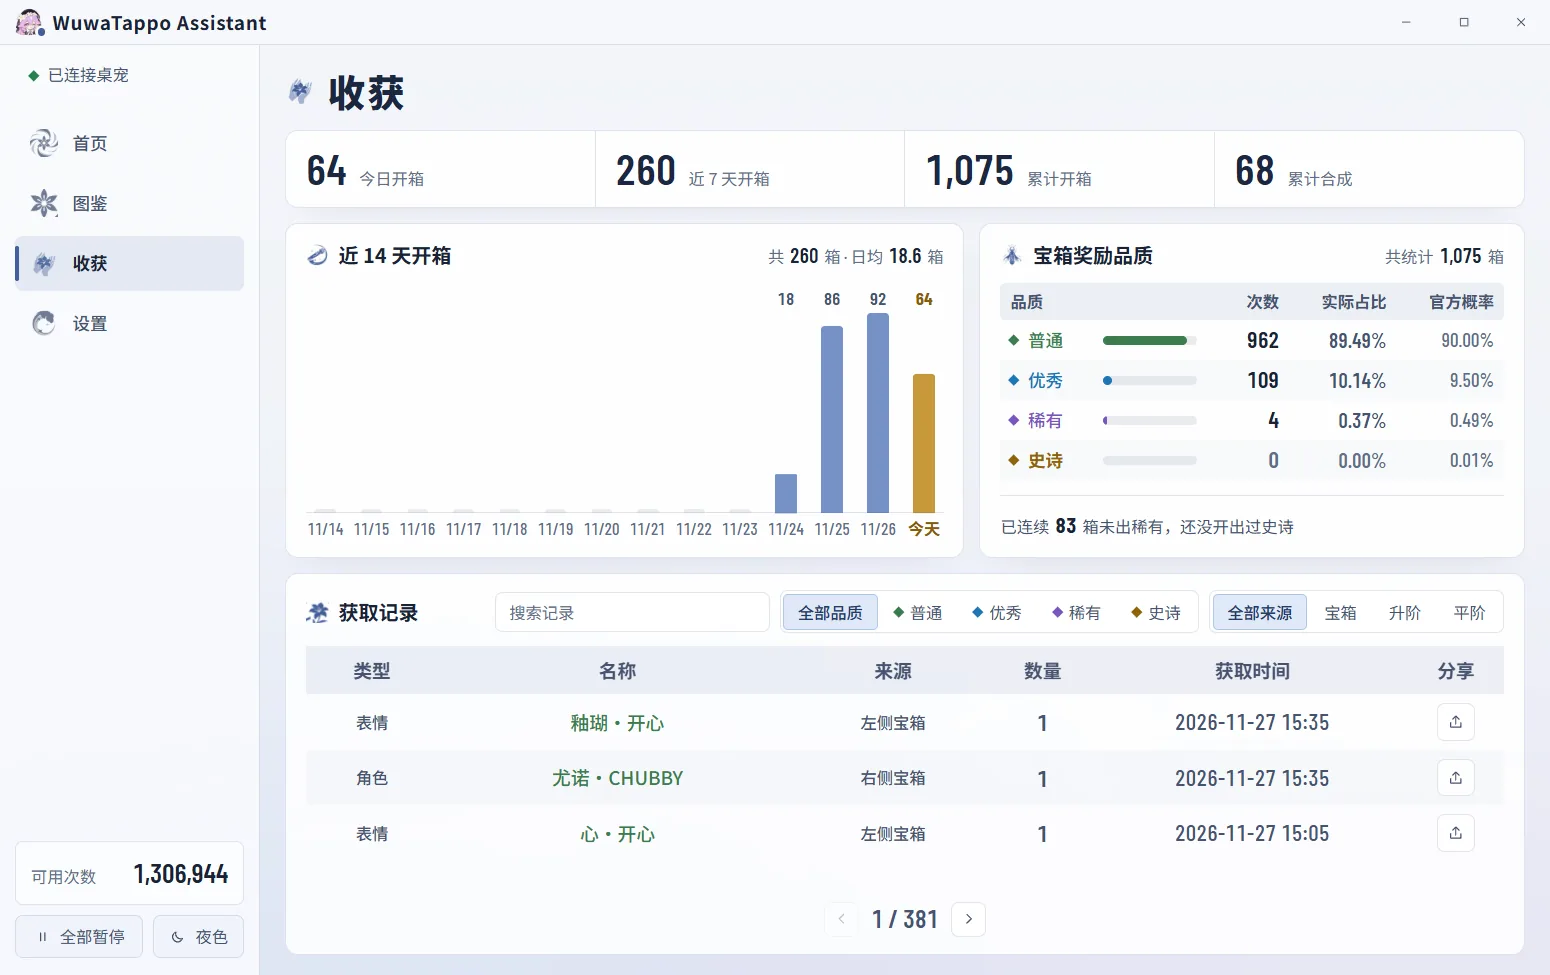 WuwaTappo Assistant
已连接桌宠
首页
图鉴
收获
设置
可用次数 1,306,944
全部暂停 夜色
收获
64 今日开箱 260 近 7 天开箱 1,075 累计开箱 68 累计合成
近 14 天开箱 共 260 箱 · 日均 18.6 箱
18 86 92 64
11/14 11/15 11/16 11/17 11/18 11/19 11/20 11/21 11/22 11/23 11/24 11/25 11/26 今天
宝箱奖励品质 共统计 1,075 箱
品质 次数 实际占比 官方概率
普通 962 89.49% 90.00%
优秀 109 10.14% 9.50%
稀有 4 0.37% 0.49%
史诗 0 0.00% 0.01%
已连续 83 箱未出稀有，还没开出过史诗
获取记录 搜索记录 全部品质 普通 优秀 稀有 史诗 全部来源 宝箱 升阶 平阶
类型 名称 来源 数量 获取时间 分享
表情 釉瑚・开心 左侧宝箱 1 2026-11-27 15:35
角色 尤诺・CHUBBY 右侧宝箱 1 2026-11-27 15:35
表情 心・开心 左侧宝箱 1 2026-11-27 15:05
1 / 381